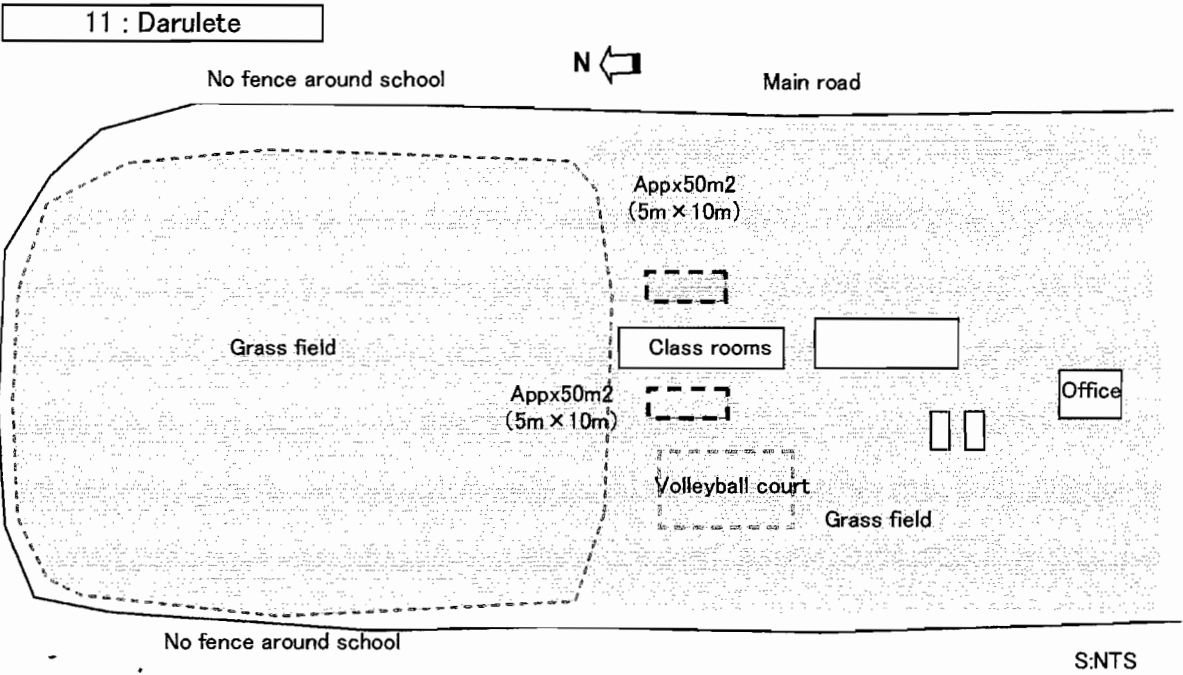 11 : Darulete
N
No fence around school
Main road
Appx50m2
(5m×10m)
Grass field
Class rooms
Appx50m2
(5m×10m)
Office
Volleyball court
Grass field
No fence around school
S:NTS